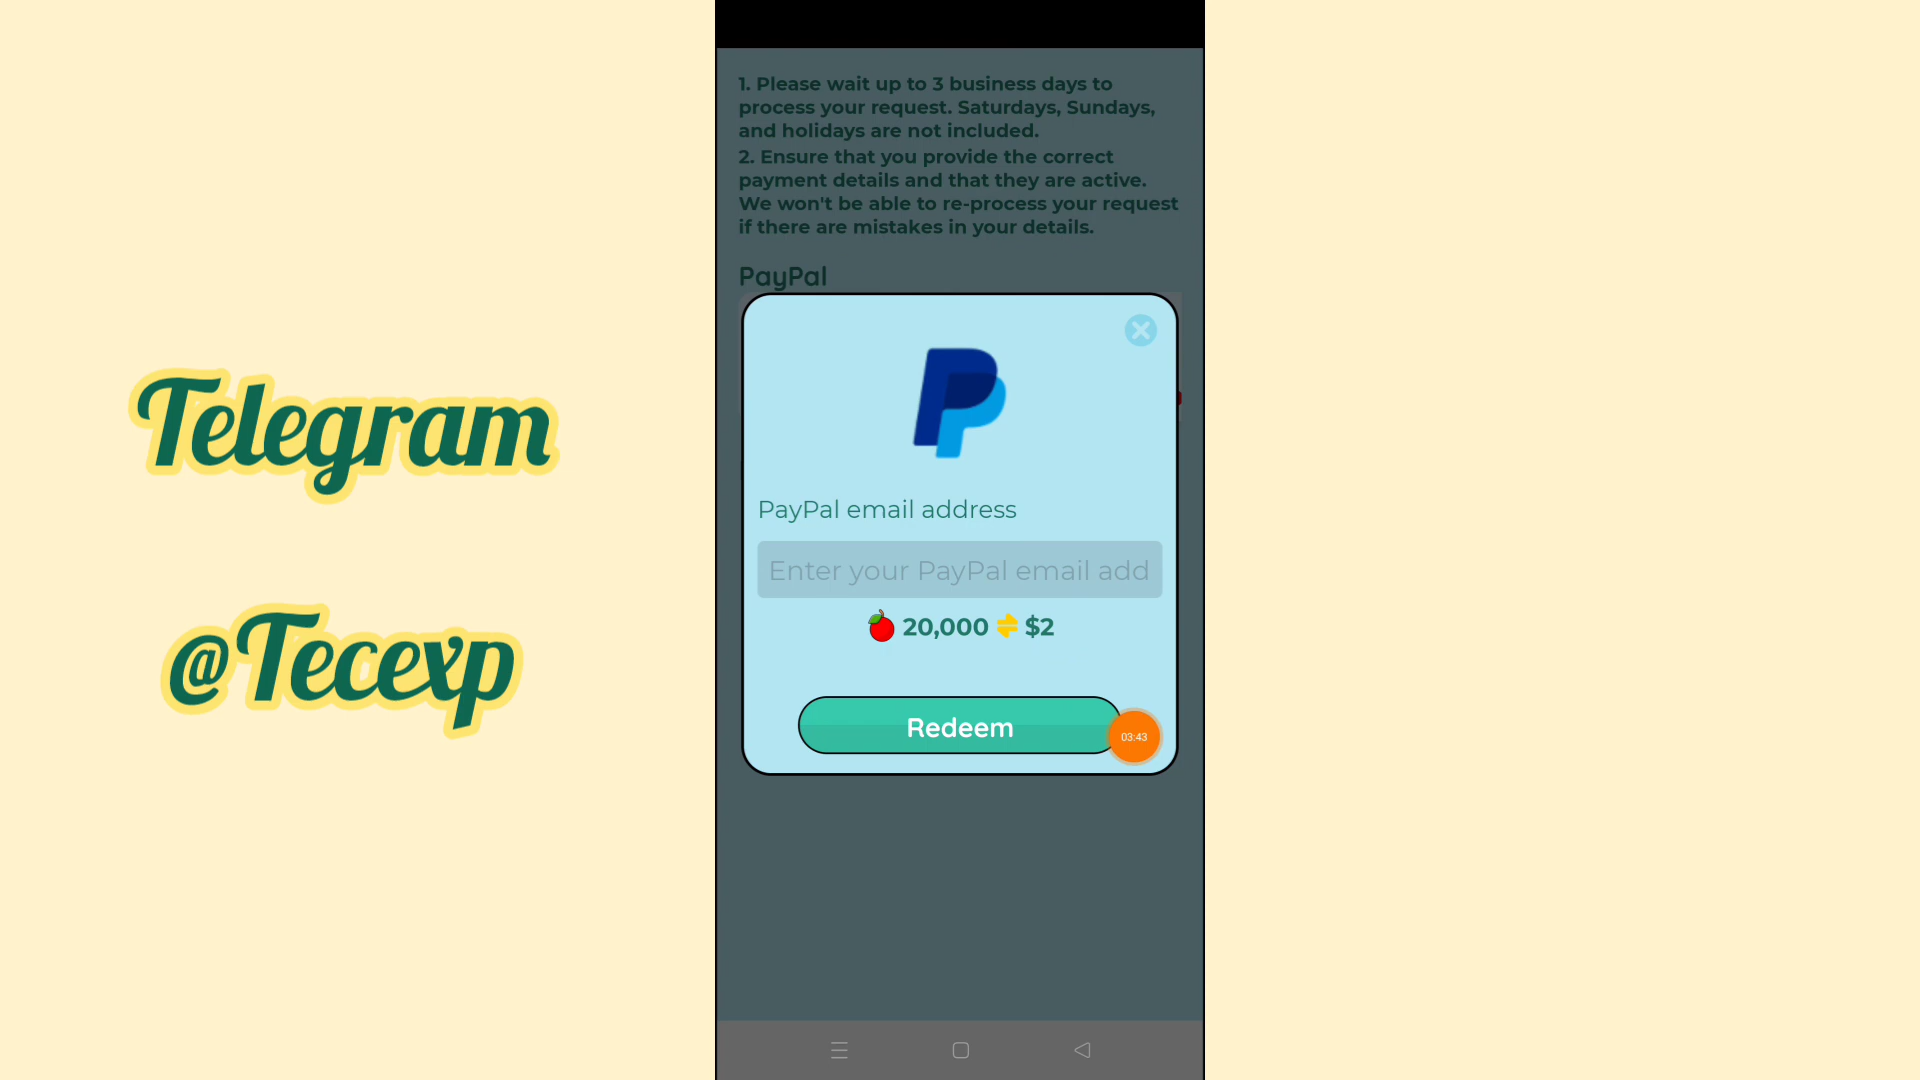 Telegram
@Tecexp
1. Please wait up to 3 business days to
process your request. Saturdays, Sundays,
and holidays are not included.
2. Ensure that you provide the correct
payment details and that they are active.
We won't be able to re-process your request
if there are mistakes in your details.
PayPal
PayPal email address
Enter your PayPal email add
20,000 = $2
Redeem
03:43